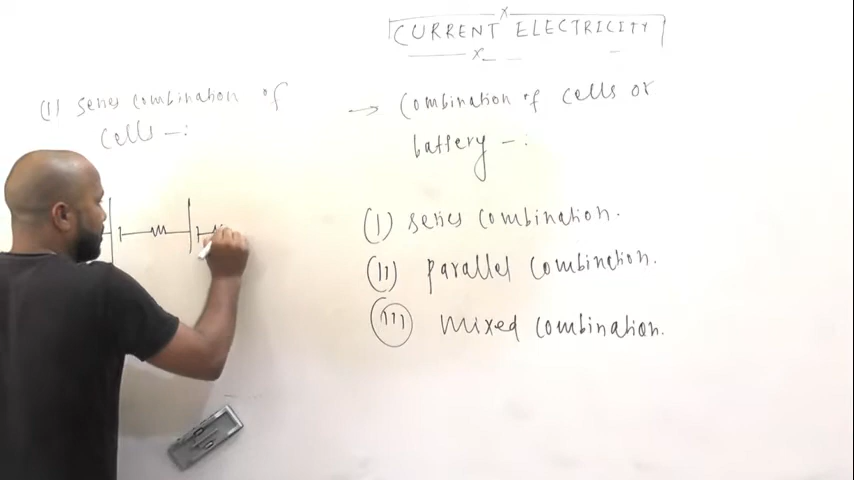 CURRENT ELECTRICITY
(I) series combination of
cells -:
→ Combination of cells or
battery -:
(I) series combination.
(II) parallel combination.
(III) mixed combination.